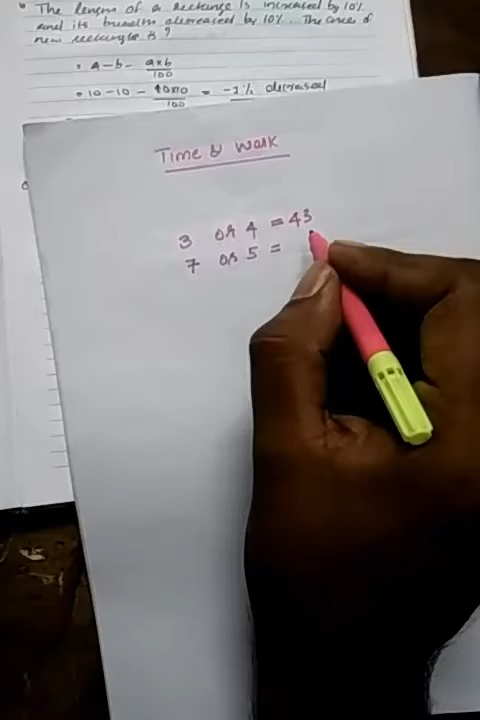 The length of a rectange is increased by 10%
and its breadth decreased by 10%. The area of
new rectangle is?
= a-b- axb/100
= 10-10- 10x10/100 = -1% decreased
Time & Work
3 or 4 = 43
7 or 5 =